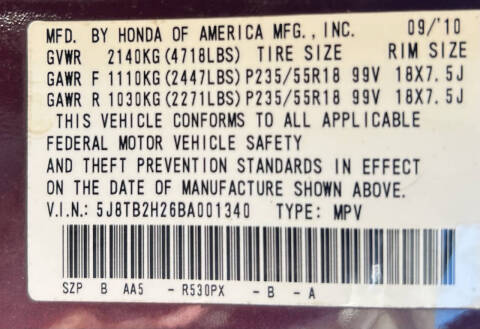 MFD. BY HONDA OF AMERICA MFG., INC. 09/'10
GVWR 2140KG(4718LBS) TIRE SIZE RIM SIZE
GAWR F 1110KG(2447LBS) P235/55R18 99V 18X7.5J
GAWR R 1030KG(2271LBS) P235/55R18 99V 18X7.5J
THIS VEHICLE CONFORMS TO ALL APPLICABLE
FEDERAL MOTOR VEHICLE SAFETY
AND THEFT PREVENTION STANDARDS IN EFFECT
ON THE DATE OF MANUFACTURE SHOWN ABOVE.
V.I.N.: 5J8TB2H26BA001340 TYPE: MPV
SZP B AA5 -R530PX -B -A